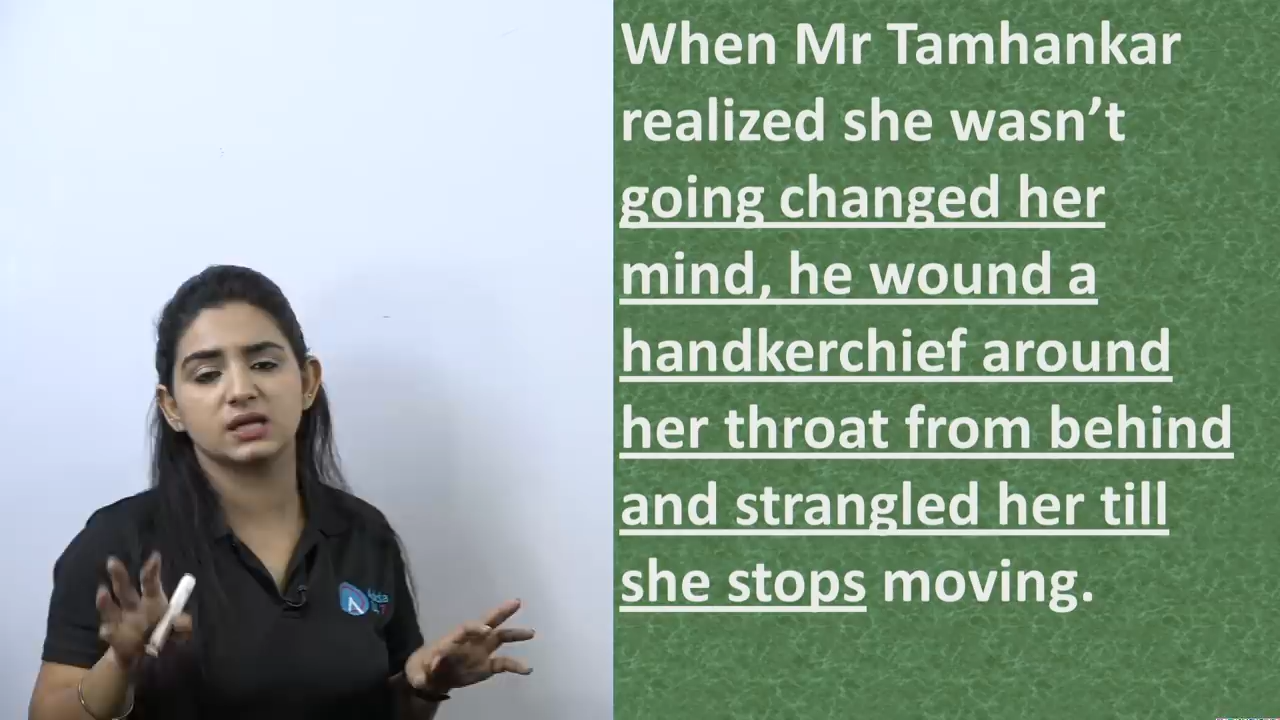 When Mr Tamhankar
realized she wasn’t
going changed her
mind, he wound a
handkerchief around
her throat from behind
and strangled her till
she stops moving.